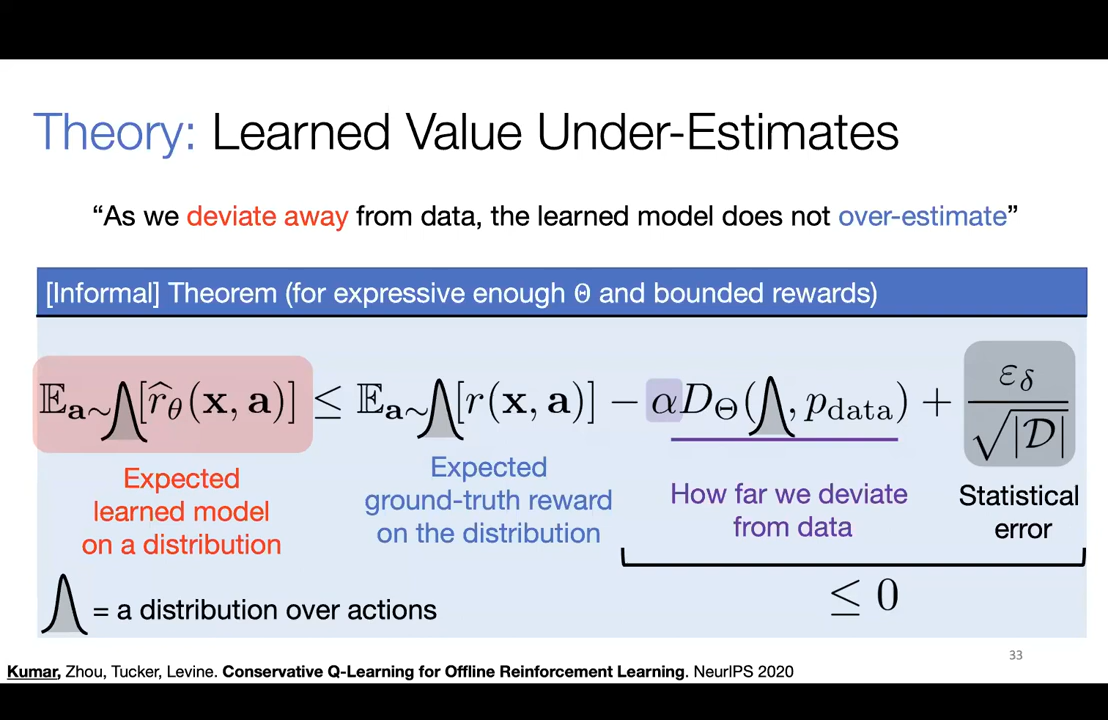 Theory: Learned Value Under-Estimates
“As we deviate away from data, the learned model does not over-estimate”
[Informal] Theorem (for expressive enough Θ and bounded rewards)
𝔼ₐ∼[r̂_θ(x, a)] ≤ 𝔼ₐ∼[r(x, a)] − αD_Θ( , p_data) + ε_δ / √|𝒟|
Expected
learned model
on a distribution
Expected
ground-truth reward
on the distribution
How far we deviate
from data
Statistical
error
≤ 0
= a distribution over actions
33
Kumar, Zhou, Tucker, Levine. Conservative Q-Learning for Offline Reinforcement Learning. NeurIPS 2020